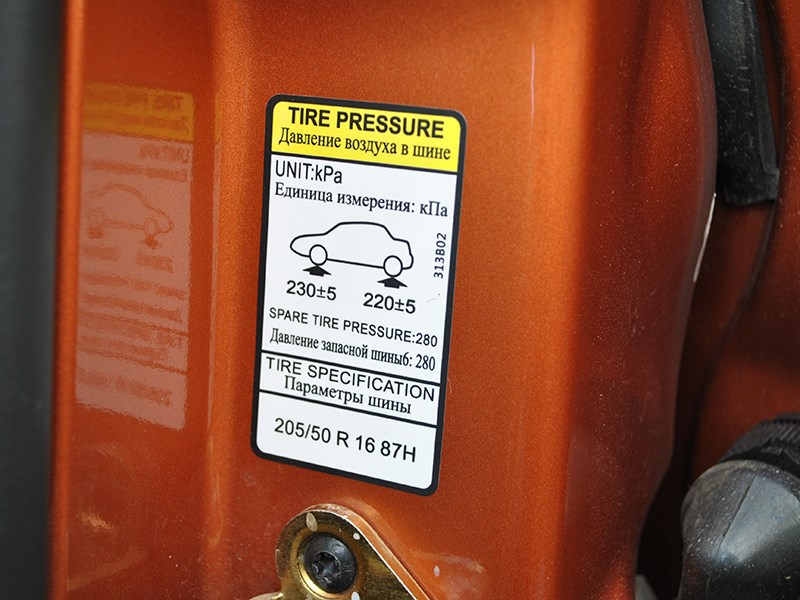 TIRE PRESSURE
Давление воздуха в шине
UNIT:kPa
Единица измерения: кПа
313B02
230±5 220±5
SPARE TIRE PRESSURE:280
Давление запасной шиныб: 280
TIRE SPECIFICATION
Параметры шины
205/50 R 16 87H